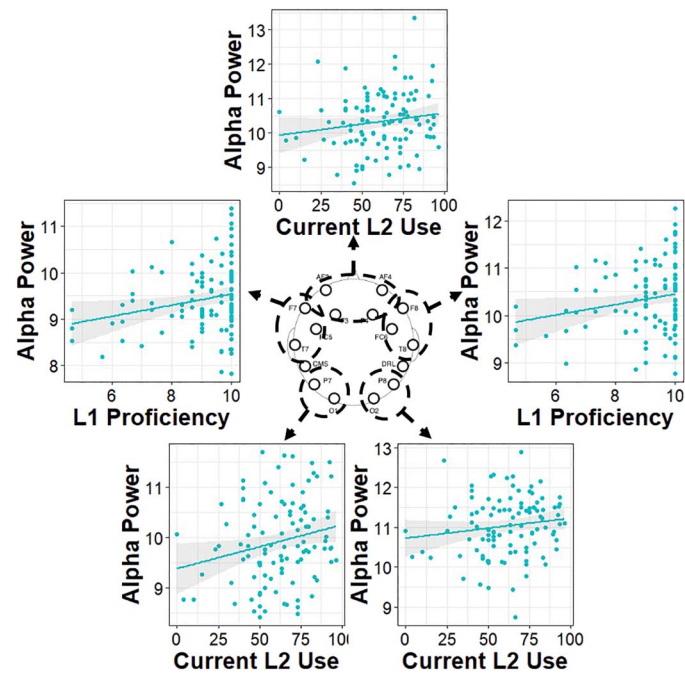 Alpha Power
13
12
11
10
9
0 25 50 75 100
Current L2 Use
Alpha Power
11
10
9
8
6 8 10
L1 Proficiency
Alpha Power
12
11
10
9
6 8 10
L1 Proficiency
AF4
F7 F8
FC6
T7 T8
CMS DRL
P7 P8
O1 O2
Alpha Power
11
10
9
0 25 50 75
Current L2 Use
Alpha Power
13
12
11
10
9
0 25 50 75 100
Current L2 Use